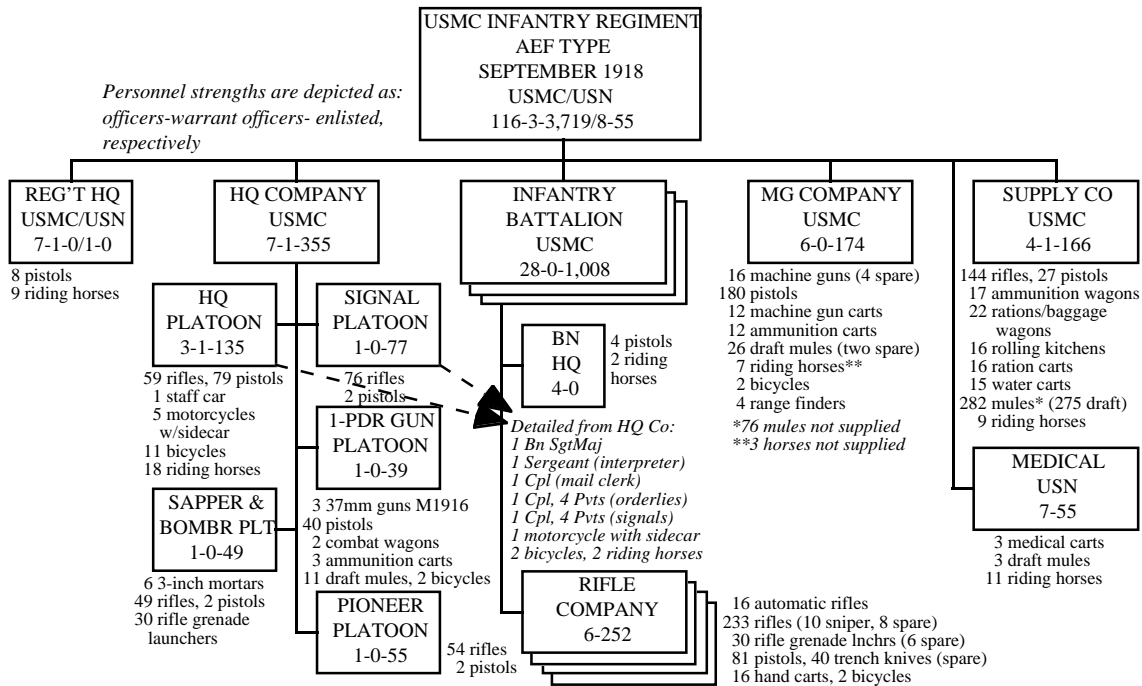 USMC INFANTRY REGIMENT
AEF TYPE
SEPTEMBER 1918
USMC/USN
116-3-3,719/8-55
Personnel strengths are depicted as:
officers-warrant officers- enlisted,
respectively
REG'T HQ
USMC/USN
7-1-0/1-0
8 pistols
9 riding horses
HQ COMPANY
USMC
7-1-355
HQ
PLATOON
3-1-135
59 rifles, 79 pistols
1 staff car
5 motorcycles
w/sidecar
11 bicycles
18 riding horses
SIGNAL
PLATOON
1-0-77
76 rifles
2 pistols
1-PDR GUN
PLATOON
1-0-39
3 37mm guns M1916
40 pistols
2 combat wagons
3 ammunition carts
11 draft mules, 2 bicycles
SAPPER &
BOMBR PLT
1-0-49
6 3-inch mortars
49 rifles, 2 pistols
30 rifle grenade
launchers
PIONEER
PLATOON
1-0-55
54 rifles
2 pistols
INFANTRY
BATTALION
USMC
28-0-1,008
BN
HQ
4-0
4 pistols
2 riding
horses
Detailed from HQ Co:
1 Bn SgtMaj
1 Sergeant (interpreter)
1 Cpl (mail clerk)
1 Cpl, 4 Pvts (orderlies)
1 Cpl, 4 Pvts (signals)
1 motorcycle with sidecar
2 bicycles, 2 riding horses
RIFLE
COMPANY
6-252
16 automatic rifles
233 rifles (10 sniper, 8 spare)
30 rifle grenade lnchrs (6 spare)
81 pistols, 40 trench knives (spare)
16 hand carts, 2 bicycles
MG COMPANY
USMC
6-0-174
16 machine guns (4 spare)
180 pistols
12 machine gun carts
12 ammunition carts
26 draft mules (two spare)
7 riding horses**
2 bicycles
4 range finders
*76 mules not supplied
**3 horses not supplied
SUPPLY CO
USMC
4-1-166
144 rifles, 27 pistols
17 ammunition wagons
22 rations/baggage
wagons
16 rolling kitchens
16 ration carts
15 water carts
282 mules* (275 draft)
9 riding horses
MEDICAL
USN
7-55
3 medical carts
3 draft mules
11 riding horses